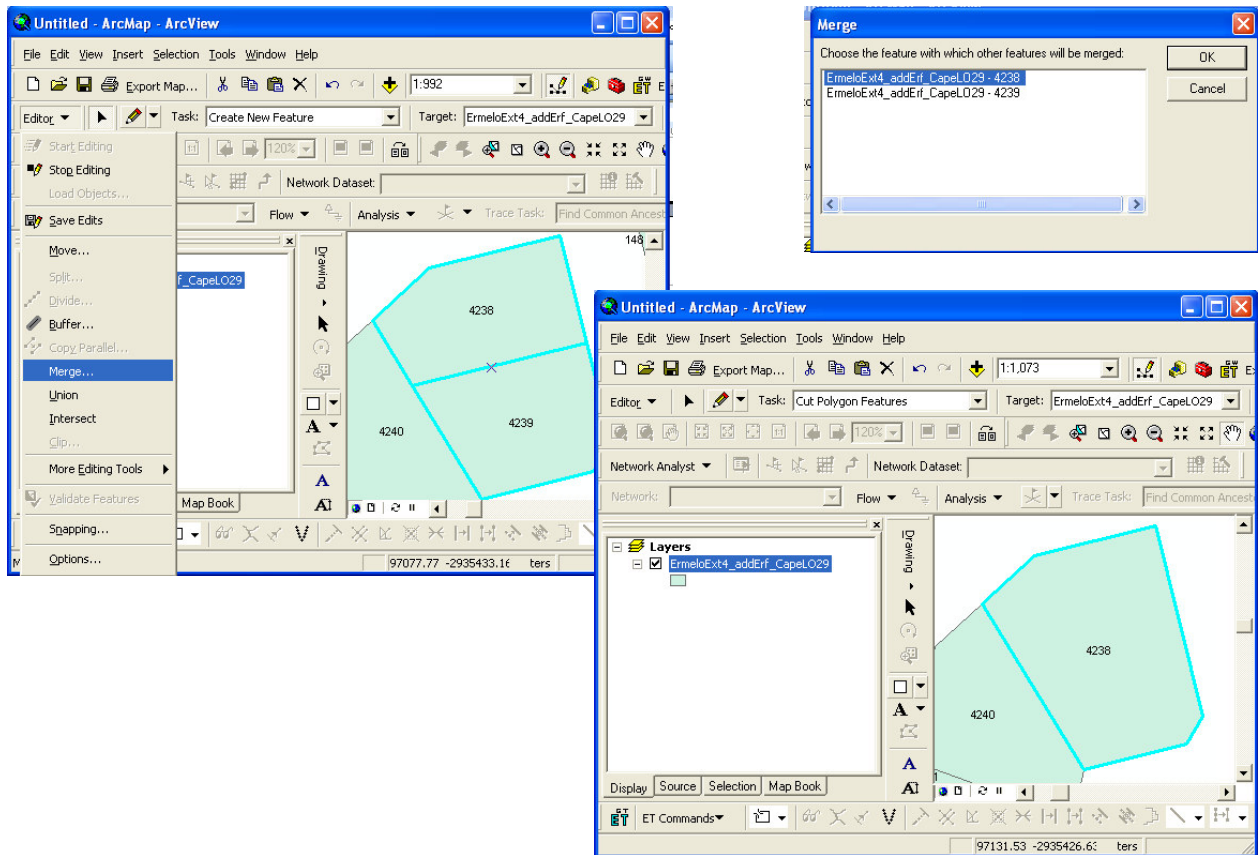 Untitled - ArcMap - ArcView
File Edit View Insert Selection Tools Window Help
Export Map... 1:992
Editor Task: Create New Feature Target: ErmeloExt4_addErf_CapeLO29
Start Editing
120%
Stop Editing
Network Dataset:
Load Objects...
Save Edits
Flow Analysis Trace Task: Find Common Ancest
Move...
Split...
Divide...
Buffer...
Copy Parallel...
Merge...
Union
Intersect
Clip...
More Editing Tools
Validate Features
Snapping...
Options...
f_CapeLO29
Map Book
Drawing
A
A
148
4238
4239
4240
97077.77 -2935433.16 ters
Merge
Choose the feature with which other features will be merged:
ErmeloExt4_addErf_CapeLO29 - 4238
ErmeloExt4_addErf_CapeLO29 - 4239
OK
Cancel
Untitled - ArcMap - ArcView
File Edit View Insert Selection Tools Window Help
Export Map... 1:1,073
Editor Task: Cut Polygon Features Target: ErmeloExt4_addErf_CapeLO29
120%
Network Analyst Network Dataset:
Network: Flow Analysis Trace Task: Find Common Ancest
Layers
ErmeloExt4_addErf_CapeLO29
Drawing
A
A
4238
4240
Display Source Selection Map Book
ET Commands
97131.53 -2935426.63 ters